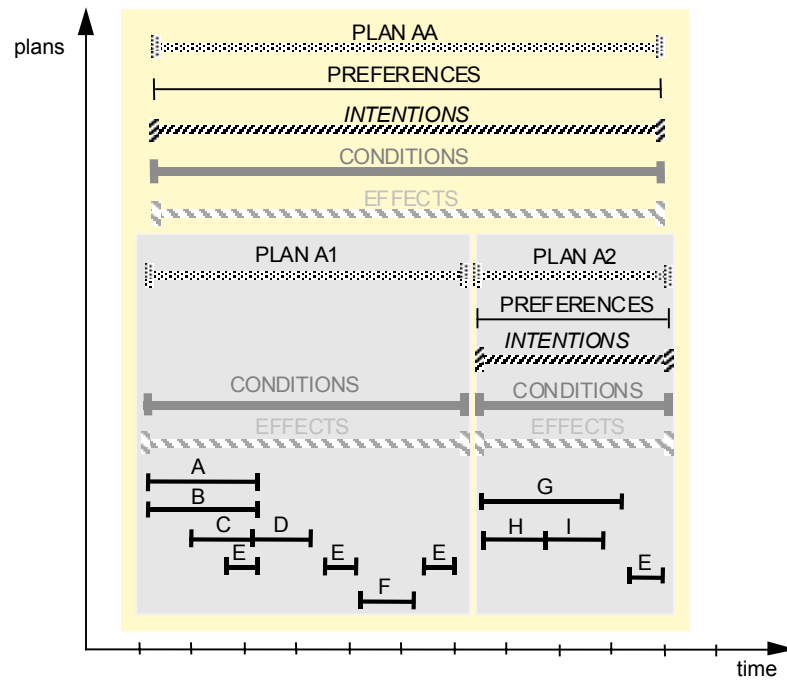 plans
PLAN AA
PREFERENCES
INTENTIONS
CONDITIONS
EFFECTS
PLAN A1
PLAN A2
PREFERENCES
INTENTIONS
CONDITIONS
CONDITIONS
EFFECTS
EFFECTS
A
B
G
C D
H I
E E E
E
F
time